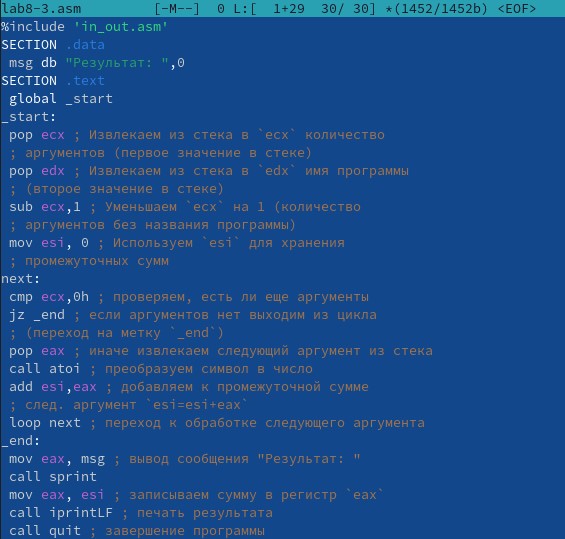 lab8-3.asm [-M--] 0 L:[ 1+29 30/ 30] *(1452/1452b) <EOF>
%include 'in_out.asm'
SECTION .data
msg db "Результат: ",0
SECTION .text
global _start
_start:
pop ecx ; Извлекаем из стека в `ecx` количество
; аргументов (первое значение в стеке)
pop edx ; Извлекаем из стека в `edx` имя программы
; (второе значение в стеке)
sub ecx,1 ; Уменьшаем `ecx` на 1 (количество
; аргументов без названия программы)
mov esi, 0 ; Используем `esi` для хранения
; промежуточных сумм
next:
cmp ecx,0h ; проверяем, есть ли еще аргументы
jz _end ; если аргументов нет выходим из цикла
; (переход на метку `_end`)
pop eax ; иначе извлекаем следующий аргумент из стека
call atoi ; преобразуем символ в число
add esi,eax ; добавляем к промежуточной сумме
; след. аргумент `esi=esi+eax`
loop next ; переход к обработке следующего аргумента
_end:
mov eax, msg ; вывод сообщения "Результат: "
call sprint
mov eax, esi ; записываем сумму в регистр `eax`
call iprintLF ; печать результата
call quit ; завершение программы